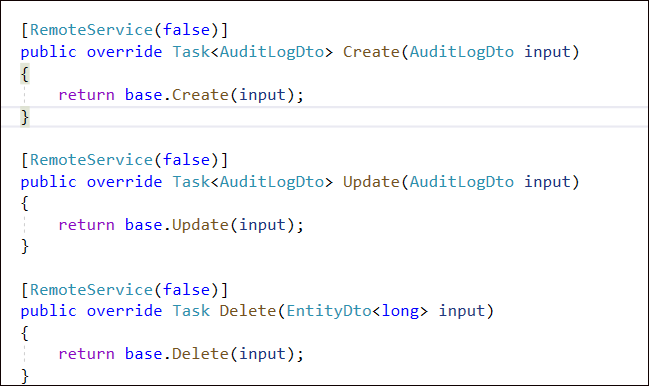 [RemoteService(false)]
public override Task<AuditLogDto> Create(AuditLogDto input)
{
    return base.Create(input);
}
[RemoteService(false)]
public override Task<AuditLogDto> Update(AuditLogDto input)
{
    return base.Update(input);
}
[RemoteService(false)]
public override Task Delete(EntityDto<long> input)
{
    return base.Delete(input);
}